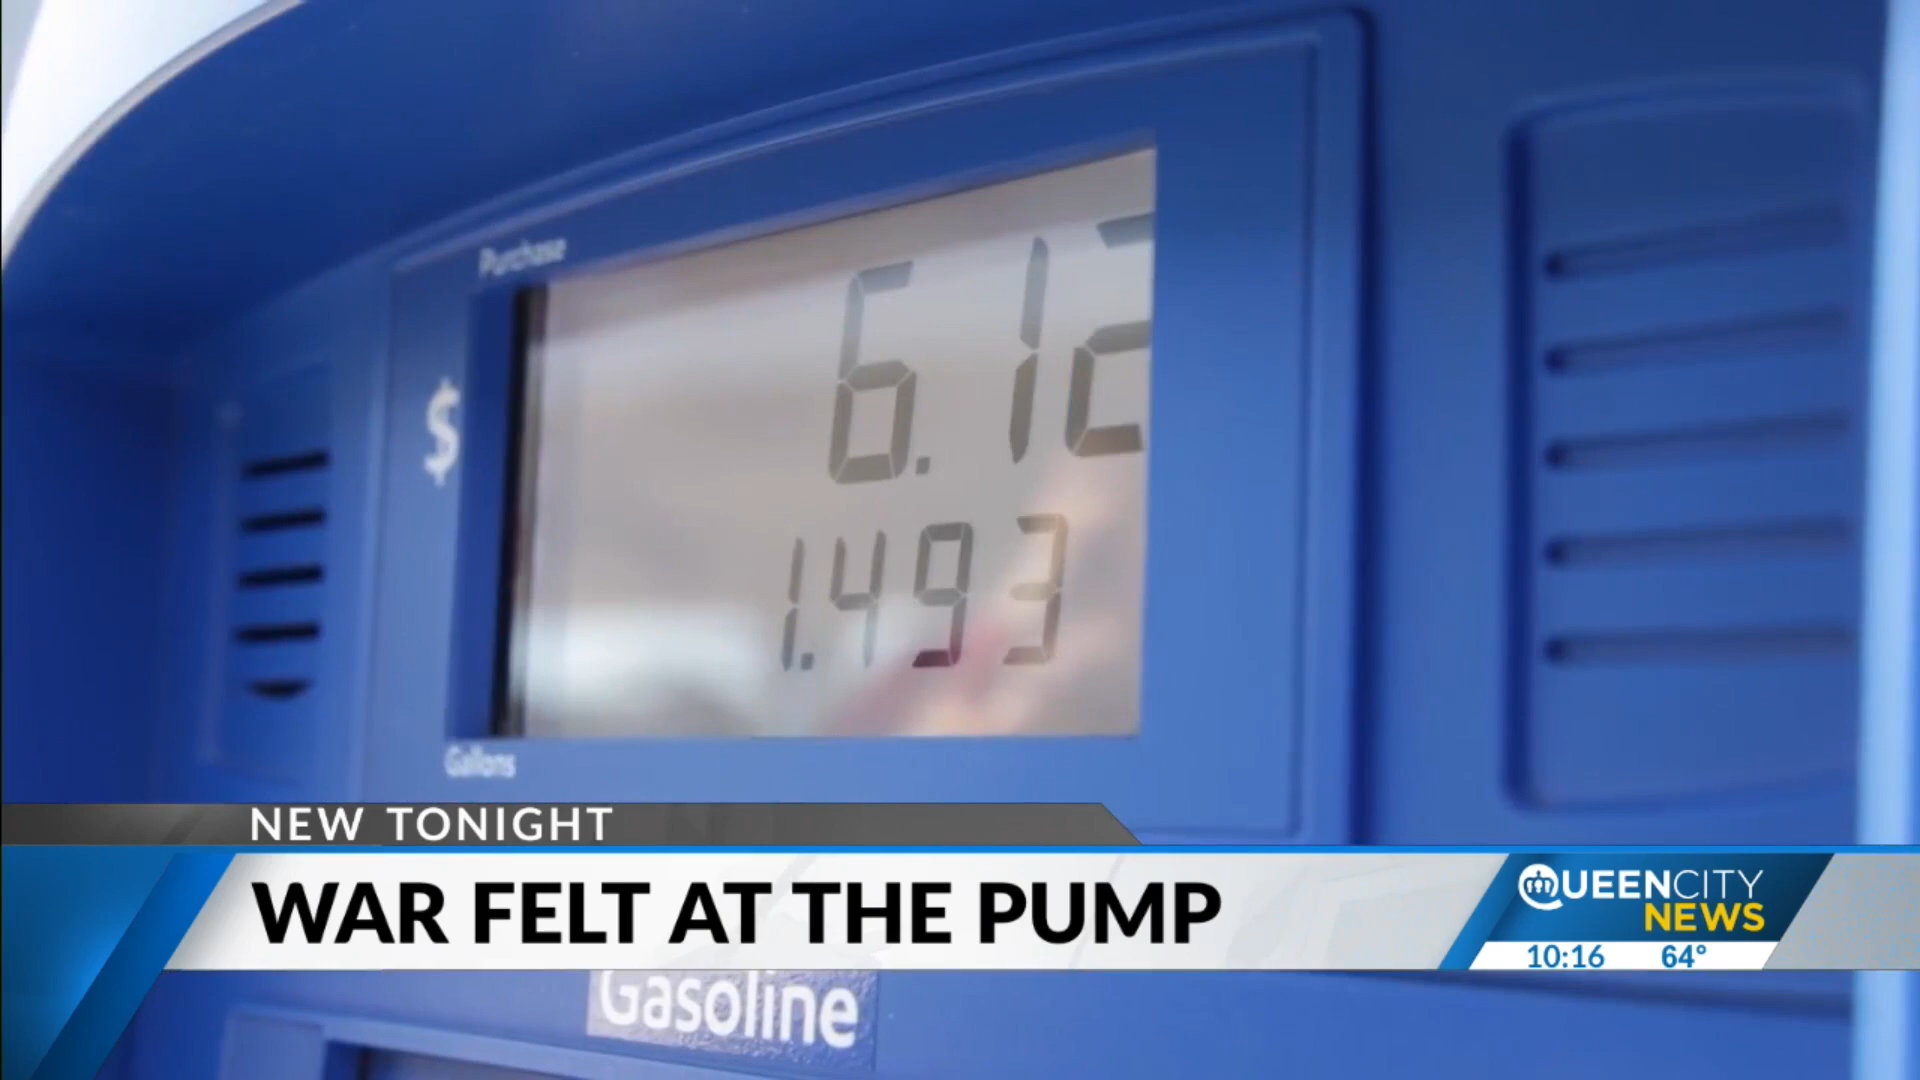 Purchase
$
6.12
1.493
Gallons
NEW TONIGHT
WAR FELT AT THE PUMP
QUEENCITY
NEWS
10:16 64°
Gasoline